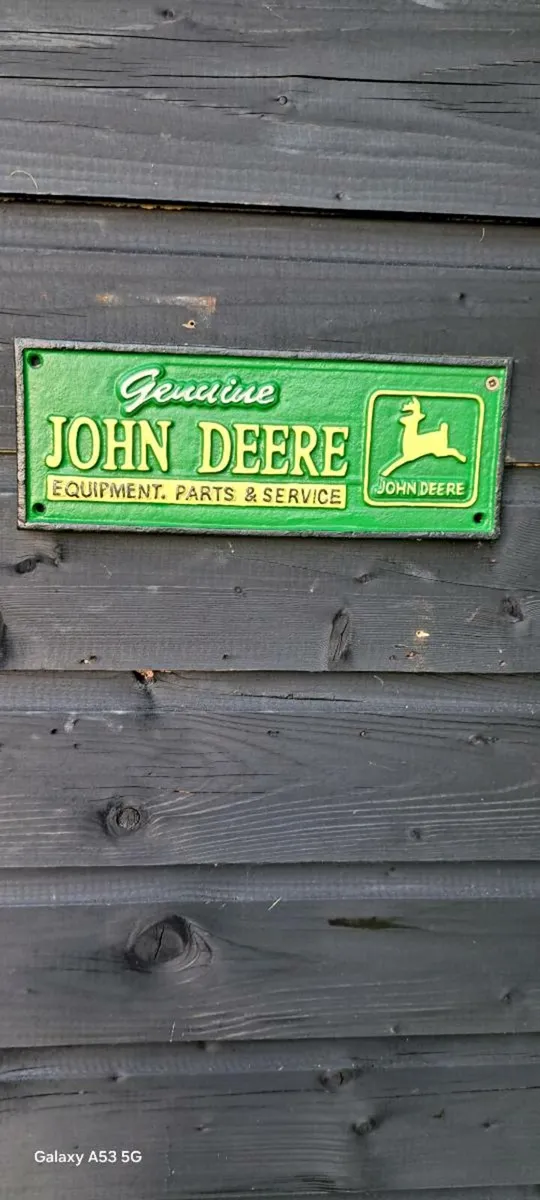 Genuine
JOHN DEERE
EQUIPMENT. PARTS & SERVICE
JOHN DEERE
Galaxy A53 5G